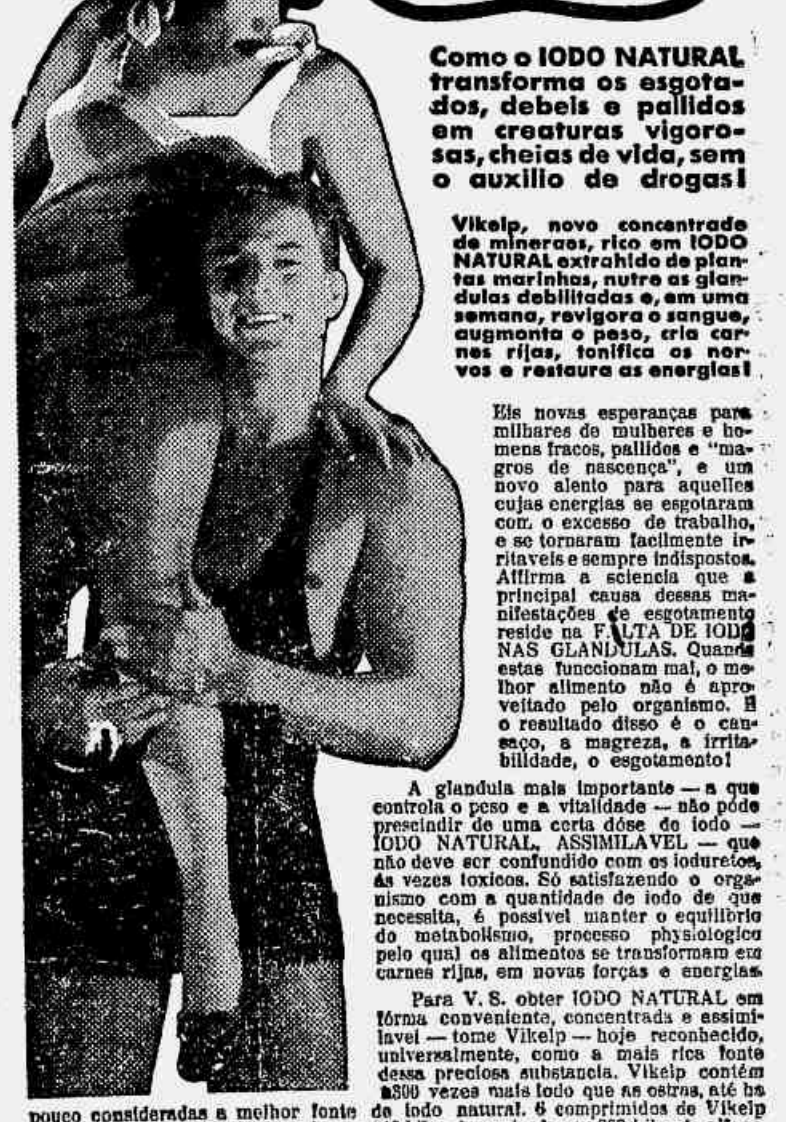 Como o IODO NATURAL
transforma os esgota-
dos, debeis e pallidos
em creaturas vigoro-
sas, cheias de vida, sem
o auxilio de drogas!
Vikelp, novo concentrado
de mineraes, rico em IODO
NATURAL extrahido de plan-
tas marinhas, nutre as glan-
dulas debilitadas e, em uma
semana, revigora o sangue,
augmonta o peso, cria car-
nes rijas, tonifica os ner-
vos e restaura as energias!
Eis novas esperanças para
milhares de mulheres e ho-
mens fracos, pallidos e "ma-
gros de nascença", e um
novo alento para aquelles
cujas energias se esgotaram
com o excesso de trabalho,
e se tornaram facilmente ir-
ritaveis e sempre indispostos.
Affirma a sciencia que a
principal causa dessas ma-
nifestações de esgotamento
reside na FALTA DE IODO
NAS GLANDULAS. Quando
estas funccionam mal, o me-
lhor alimento não é apro-
veitado pelo organismo. E
o resultado disso é o can-
saço, a magreza, a irrita-
bilidade, o esgotamento!
A glandula mais importante — a que
controla o peso e a vitalidade — não póde
prescindir de uma certa dóse de iodo —
IODO NATURAL, ASSIMILAVEL — que
não deve ser confundido com os ioduretos,
ás vezes toxicos. Só satisfazendo o orga-
nismo com a quantidade de iodo de que
necessita, é possivel manter o equilibrio
do metabolismo, processo physiologico
pelo qual os alimentos se transformam em
carnes rijas, em novas forças e energias.
Para V. S. obter IODO NATURAL em
fórma conveniente, concentrada e assimi-
lavel — tome Vikelp — hoje reconhecido,
universalmente, como a mais rica fonte
dessa preciosa substancia. Vikelp contém
1300 vezes mais iodo que as ostras, até ha
pouco consideradas a melhor fonte de iodo natural. 6 comprimidos de Vikelp